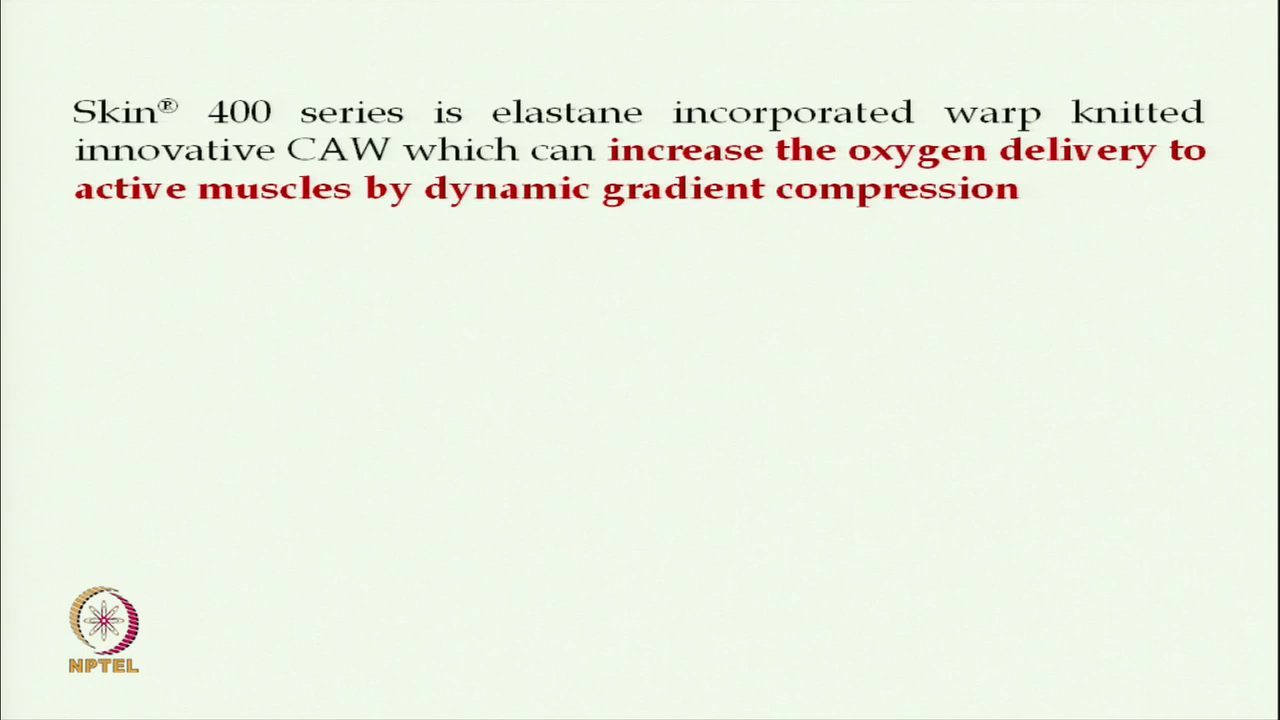 Skin® 400 series is elastane incorporated warp knitted
innovative CAW which can increase the oxygen delivery to
active muscles by dynamic gradient compression
NPTEL